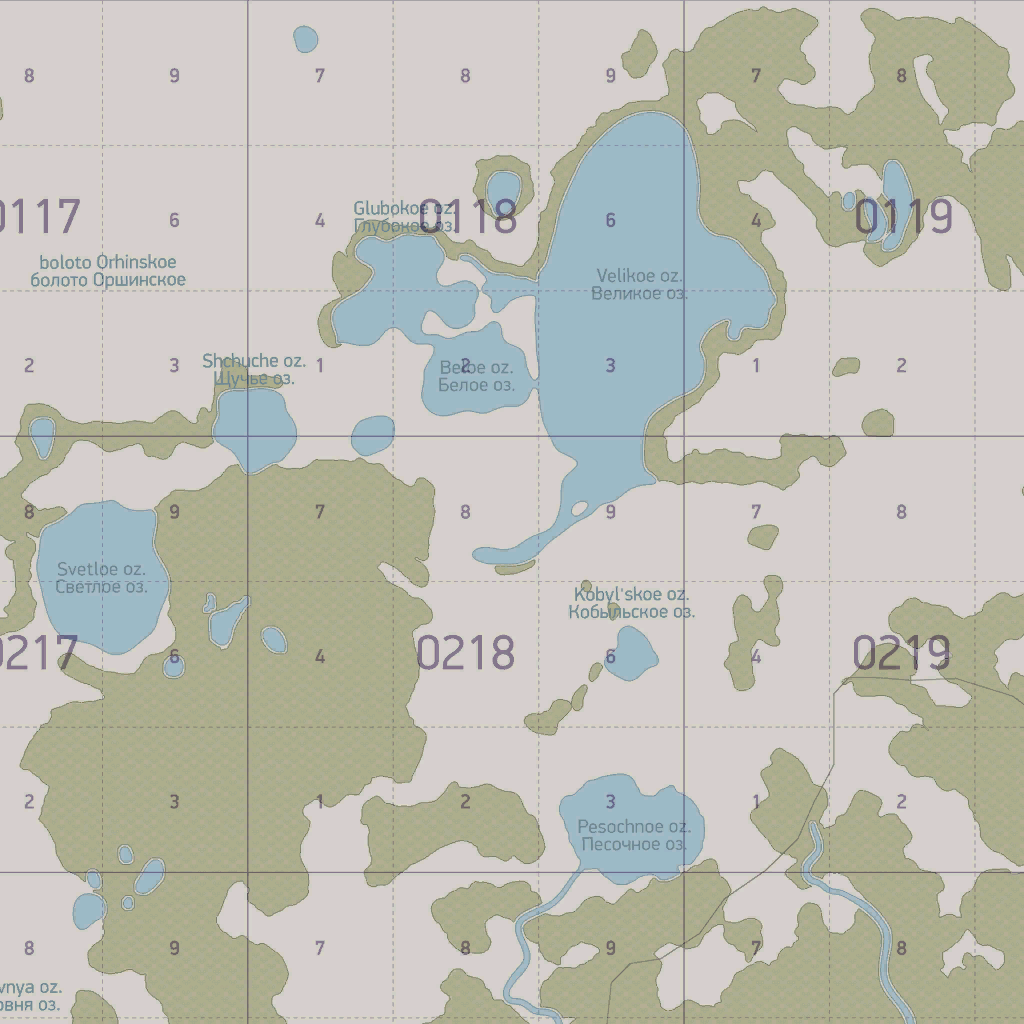 8 9 7 8 9 7 8
0117 6 4 0118 6 4 0119
Glubokoe oz.
Глубокое оз.
boloto Orhinskoe
болото Оршинское
Velikoe oz.
Великое оз.
2 3 1 2 3 1 2
Shchuche oz.
Щучье оз.
Beloe oz.
Белое оз.
8 9 7 8 9 7 8
Svetloe oz.
Светлое оз.
Kobyl'skoe oz.
Кобыльское оз.
0217 6 4 0218 6 4 0219
2 3 1 2 3 1 2
Pesochnoe oz.
Песочное оз.
8 9 7 8 9 7 8
vnya oz.
овня оз.